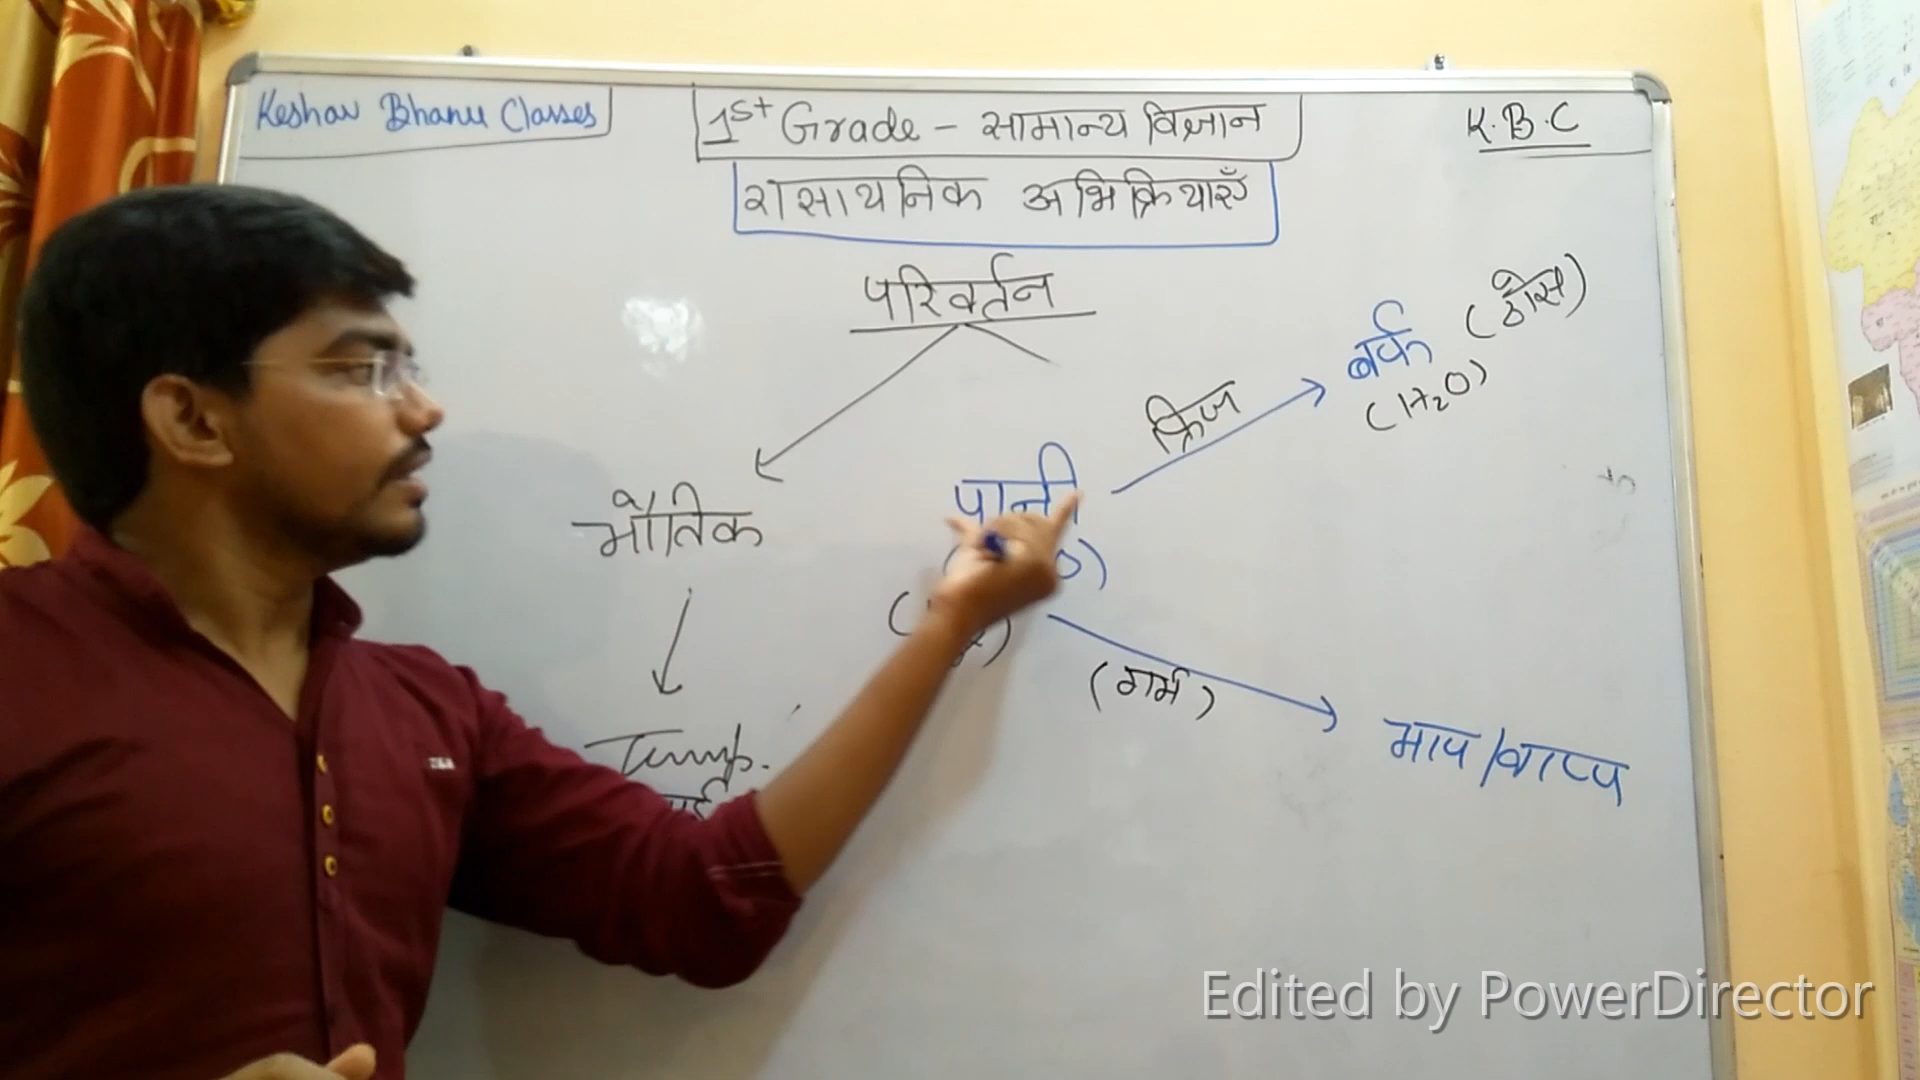 Keshav Bhanu Classes
1st Grade - सामान्य विज्ञान
K.B.C
रासायनिक अभिक्रियाएँ
परिवर्तन
बर्फ (ठोस)
(H₂O)
फ्रिज
पानी
भौतिक
(गर्म)
Temp.
भाप/वाष्प
Edited by PowerDirector